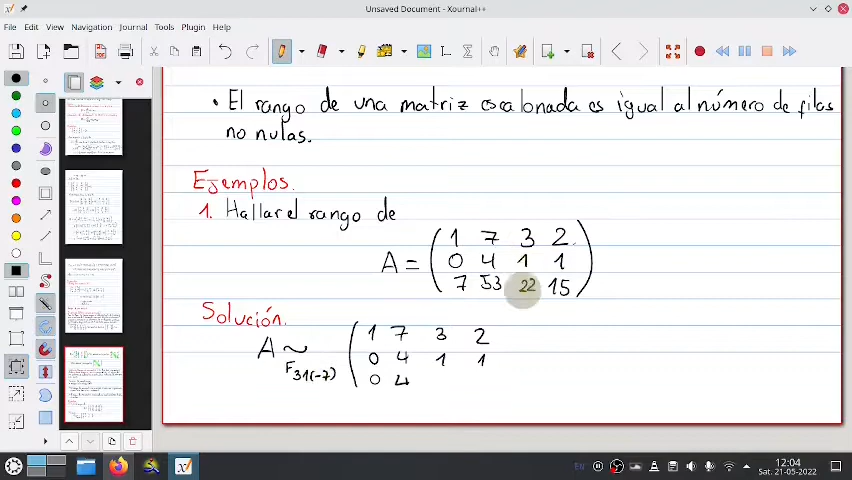 Unsaved Document - Xournal++
File Edit View Navigation Journal Tools Plugin Help
• El rango de una matriz escalonada es igual al número de filas
no nulas.
Ejemplos.
1. Hallar el rango de
A = ( 1 7 3 2
0 4 1 1
7 53 22 15 )
Solución.
A ~ F31(-7) ( 1 7 3 2
0 4 1 1
0 4
EN
12:04
Sat. 21-05-2022